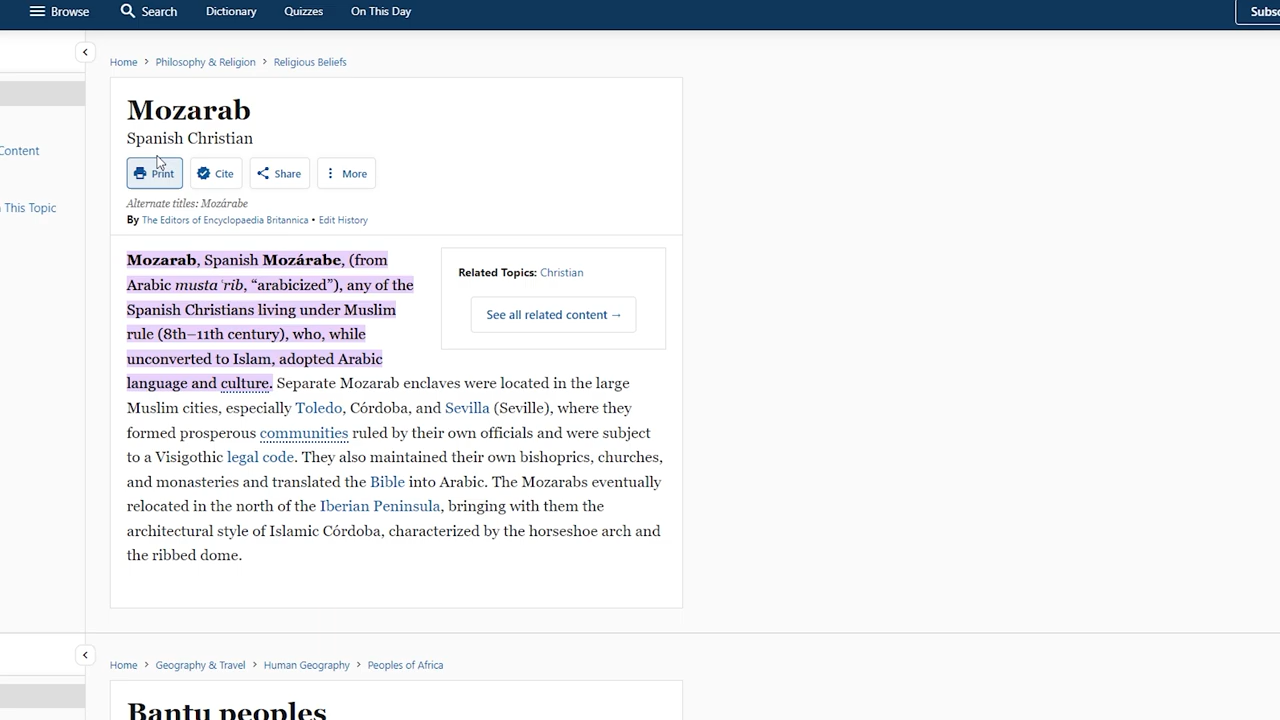 Browse
Search
Dictionary
Quizzes
On This Day
Home > Philosophy & Religion > Religious Beliefs
Mozarab
Spanish Christian
Content
Print
Cite
Share
More
Alternate titles: Mozárabe
This Topic
By The Editors of Encyclopaedia Britannica • Edit History
Mozarab, Spanish Mozárabe, (from
Arabic mustaʿrib, “arabicized”), any of the
Spanish Christians living under Muslim
rule (8th–11th century), who, while
unconverted to Islam, adopted Arabic
language and culture. Separate Mozarab enclaves were located in the large
Muslim cities, especially Toledo, Córdoba, and Sevilla (Seville), where they
formed prosperous communities ruled by their own officials and were subject
to a Visigothic legal code. They also maintained their own bishoprics, churches,
and monasteries and translated the Bible into Arabic. The Mozarabs eventually
relocated in the north of the Iberian Peninsula, bringing with them the
architectural style of Islamic Córdoba, characterized by the horseshoe arch and
the ribbed dome.
Related Topics: Christian
See all related content →
Home > Geography & Travel > Human Geography > Peoples of Africa
Bantu peoples